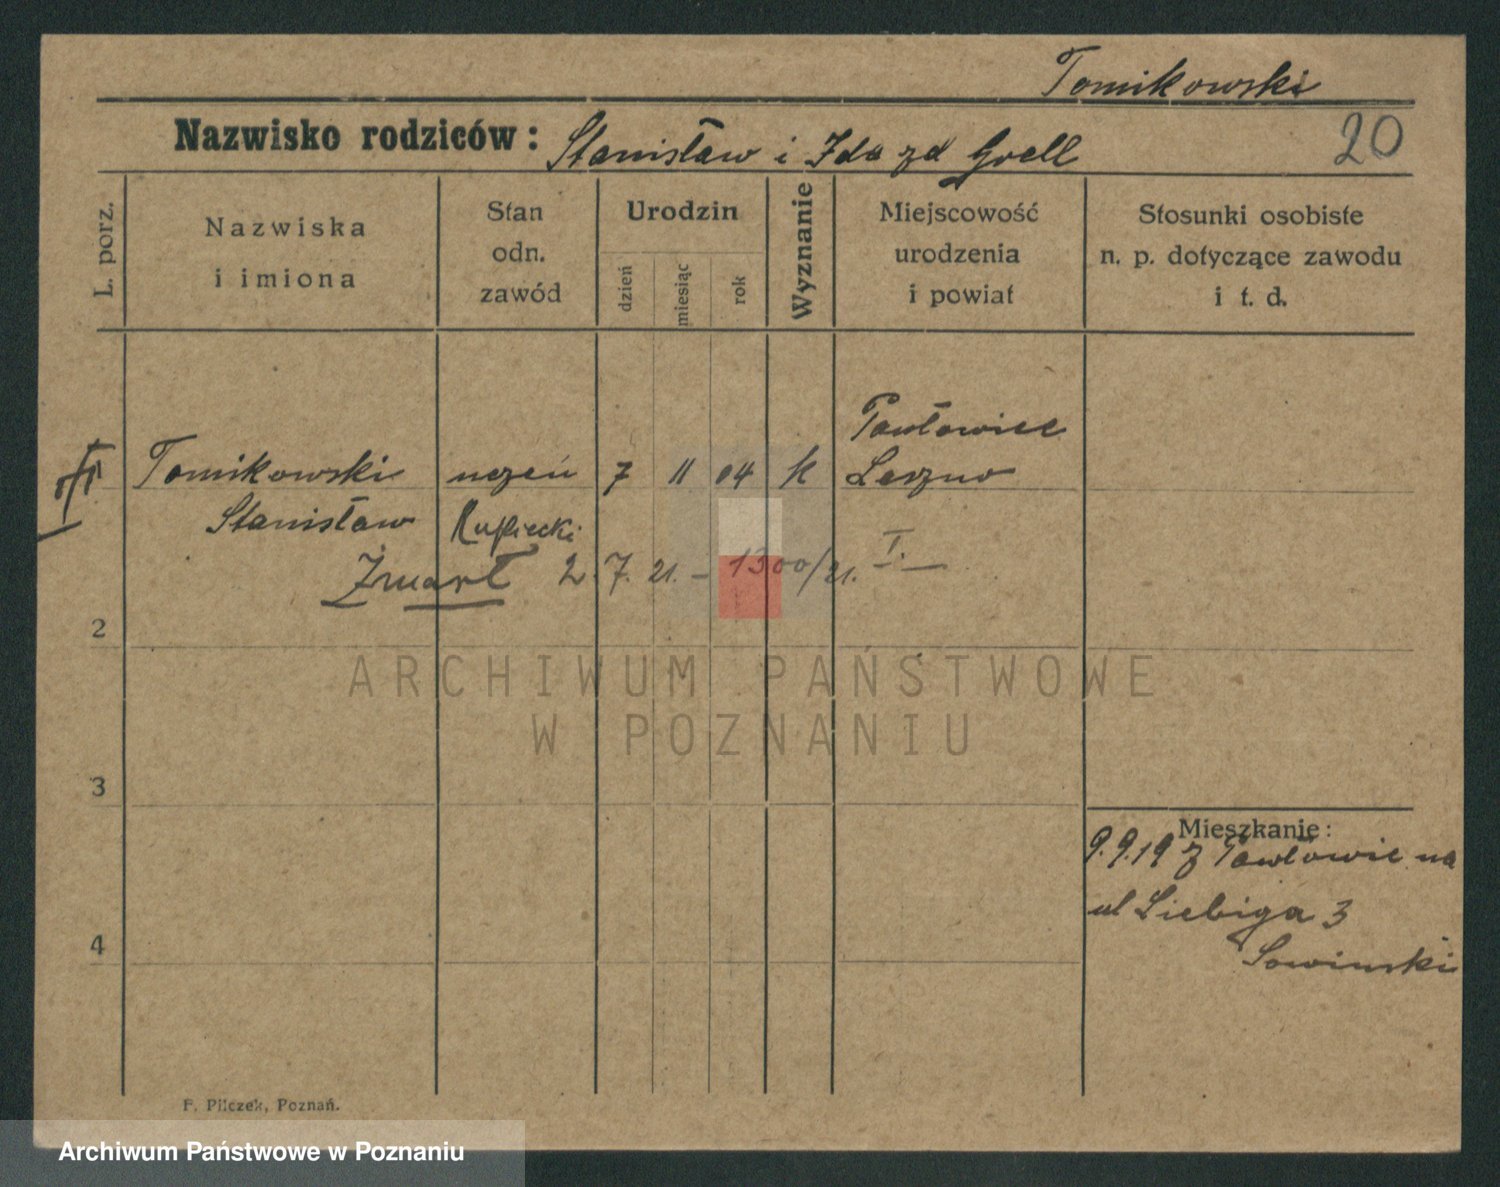 Tomikowski
Nazwisko rodziców: Stanisław i Ida zd Grell
20
L. porz.
Nazwiska
i imiona
Stan
odn.
zawód
Urodzin
dzień
miesiąc
rok
Wyznanie
Miejscowość
urodzenia
i powiat
Stosunki osobiste
n. p. dotyczące zawodu
i t. d.
Pawłowice
Tomikowski uczeń 7 11 04 k Leszno
Stanisław Kupiecki
Zmarł 2. 7. 21. – 1300/21. I.
2
ARCHIWUM PAŃSTWOWE
W POZNANIU
3
Mieszkanie:
9.9.19 z Pawłowic na
ul Liebiga 3
4
Sowinski
F. Pilczek, Poznań.
Archiwum Państwowe w Poznaniu